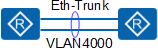 Eth-Trunk
R
R
VLAN4000